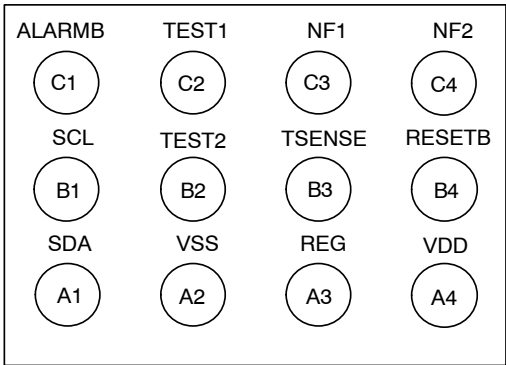 ALARMB TEST1 NF1 NF2
C1 C2 C3 C4
SCL TEST2 TSENSE RESETB
B1 B2 B3 B4
SDA VSS REG VDD
A1 A2 A3 A4